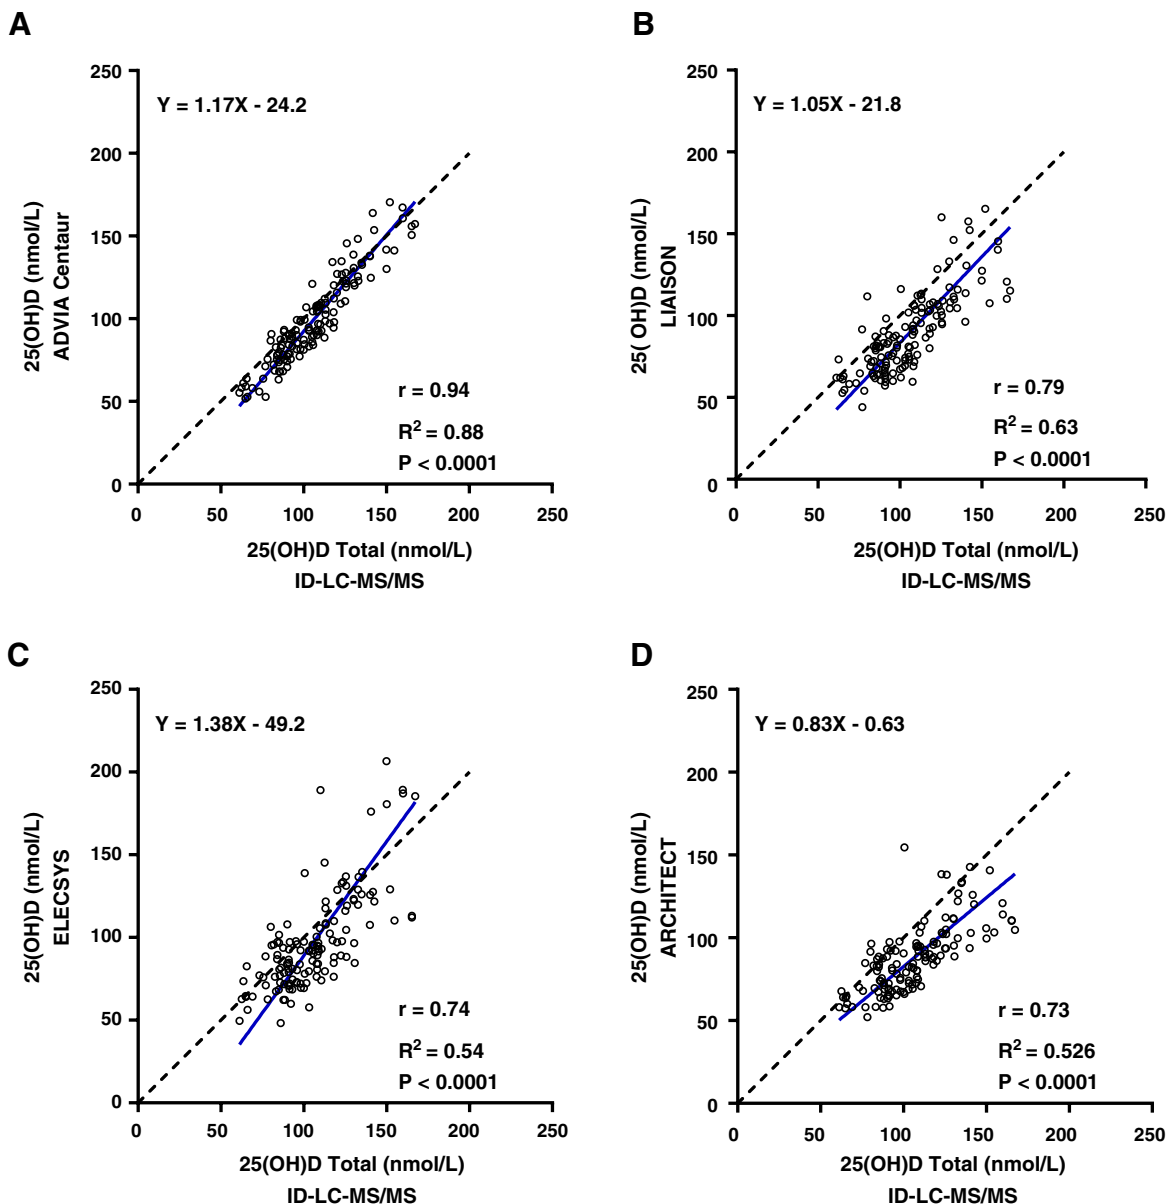 A
250
200
150
100
50
0
0 50 100 150 200 250
25(OH)D (nmol/L)
ADVIA Centaur
Y = 1.17X - 24.2
r = 0.94
R² = 0.88
P < 0.0001
25(OH)D Total (nmol/L)
ID-LC-MS/MS
B
250
200
150
100
50
0
0 50 100 150 200 250
25( OH)D (nmol/L)
LIAISON
Y = 1.05X - 21.8
r = 0.79
R² = 0.63
P < 0.0001
25(OH)D Total (nmol/L)
ID-LC-MS/MS
C
250
200
150
100
50
0
0 50 100 150 200 250
25(OH)D (nmol/L)
ELECSYS
Y = 1.38X - 49.2
r = 0.74
R² = 0.54
P < 0.0001
25(OH)D Total (nmol/L)
ID-LC-MS/MS
D
250
200
150
100
50
0
0 50 100 150 200 250
25(OH)D (nmol/L)
ARCHITECT
Y = 0.83X - 0.63
r = 0.73
R² = 0.526
P < 0.0001
25(OH)D Total (nmol/L)
ID-LC-MS/MS